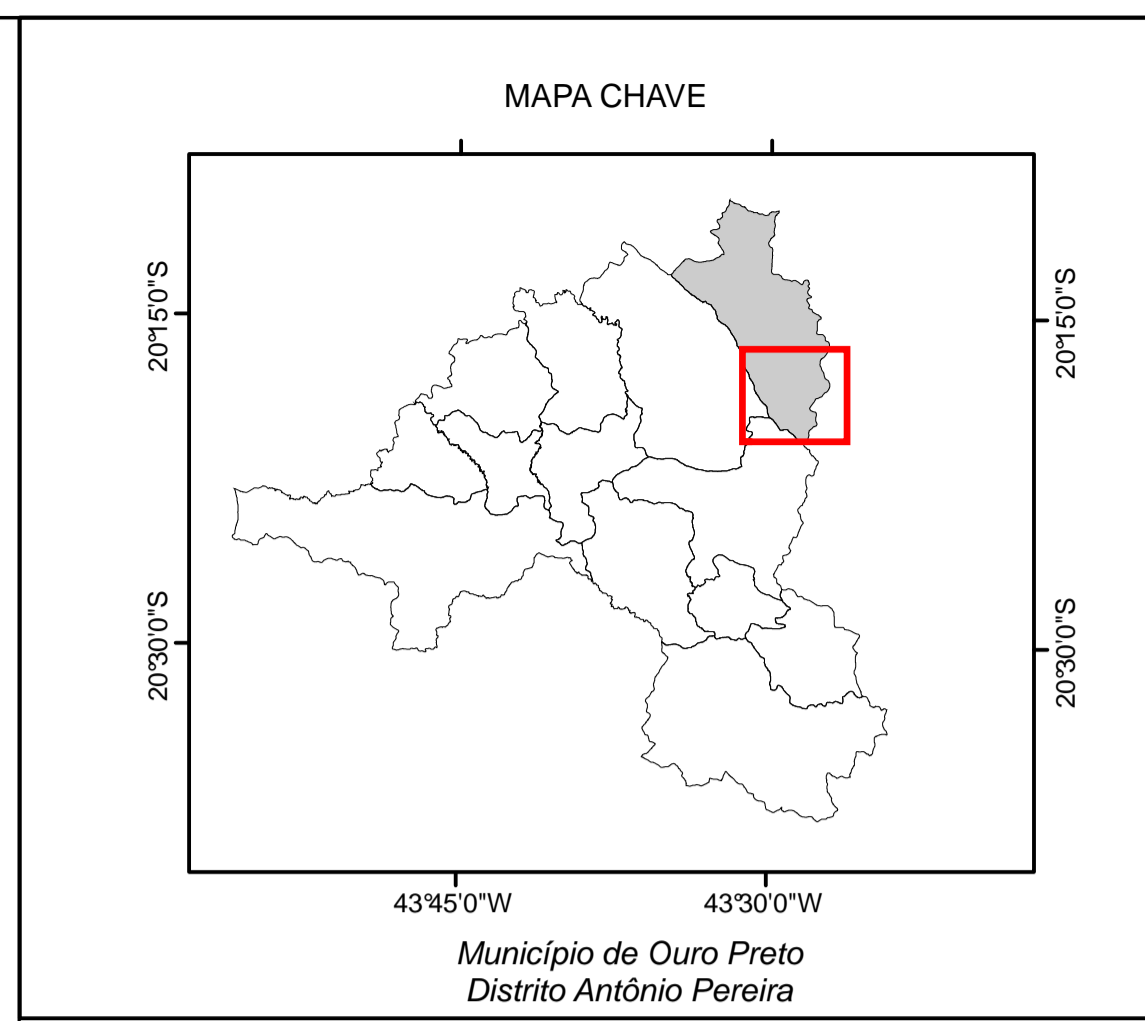 MAPA CHAVE
20°15'0"S
20°15'0"S
20°30'0"S
20°30'0"S
43°45'0"W
43°30'0"W
Município de Ouro Preto
Distrito Antônio Pereira